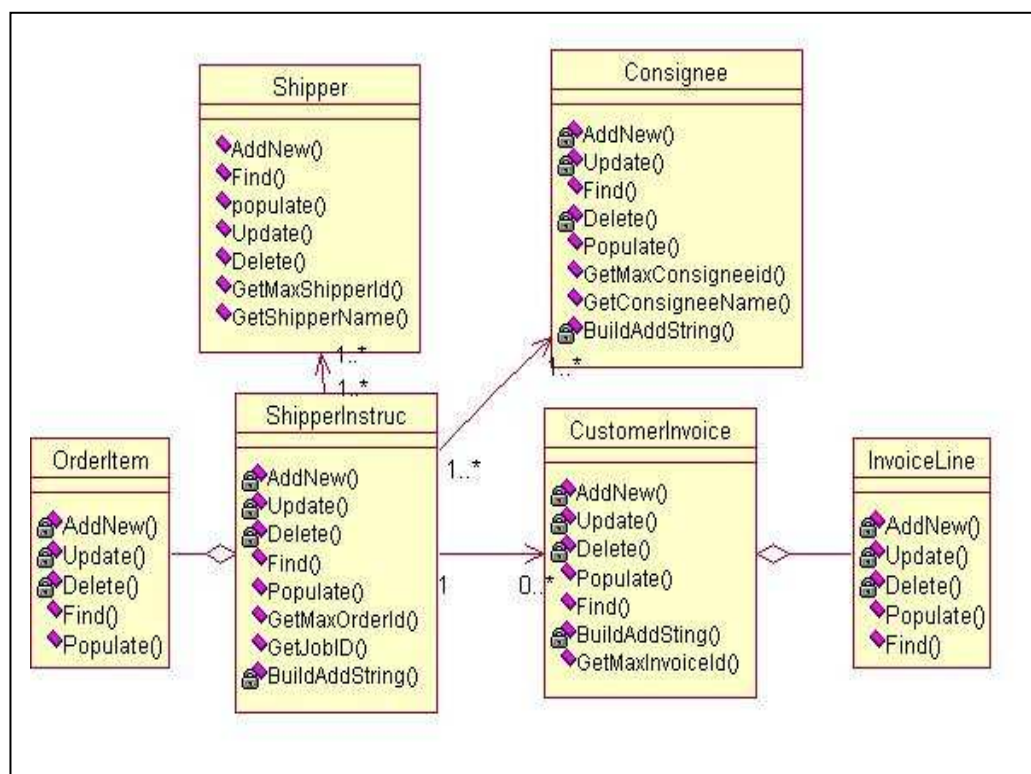 Shipper
AddNew()
Find()
populate()
Update()
Delete()
GetMaxShipperId()
GetShipperName()
Consignee
AddNew()
Update()
Find()
Delete()
Populate()
GetMaxConsigneeid()
GetConsigneeName()
BuildAddString()
1..*
1..*
1..*
1..*
OrderItem
AddNew()
Update()
Delete()
Find()
Populate()
ShipperInstruc
AddNew()
Update()
Delete()
Find()
Populate()
GetMaxOrderId()
GetJobID()
BuildAddString()
1
0..*
CustomerInvoice
AddNew()
Update()
Delete()
Populate()
Find()
BuildAddSting()
GetMaxInvoiceId()
InvoiceLine
AddNew()
Update()
Delete()
Populate()
Find()